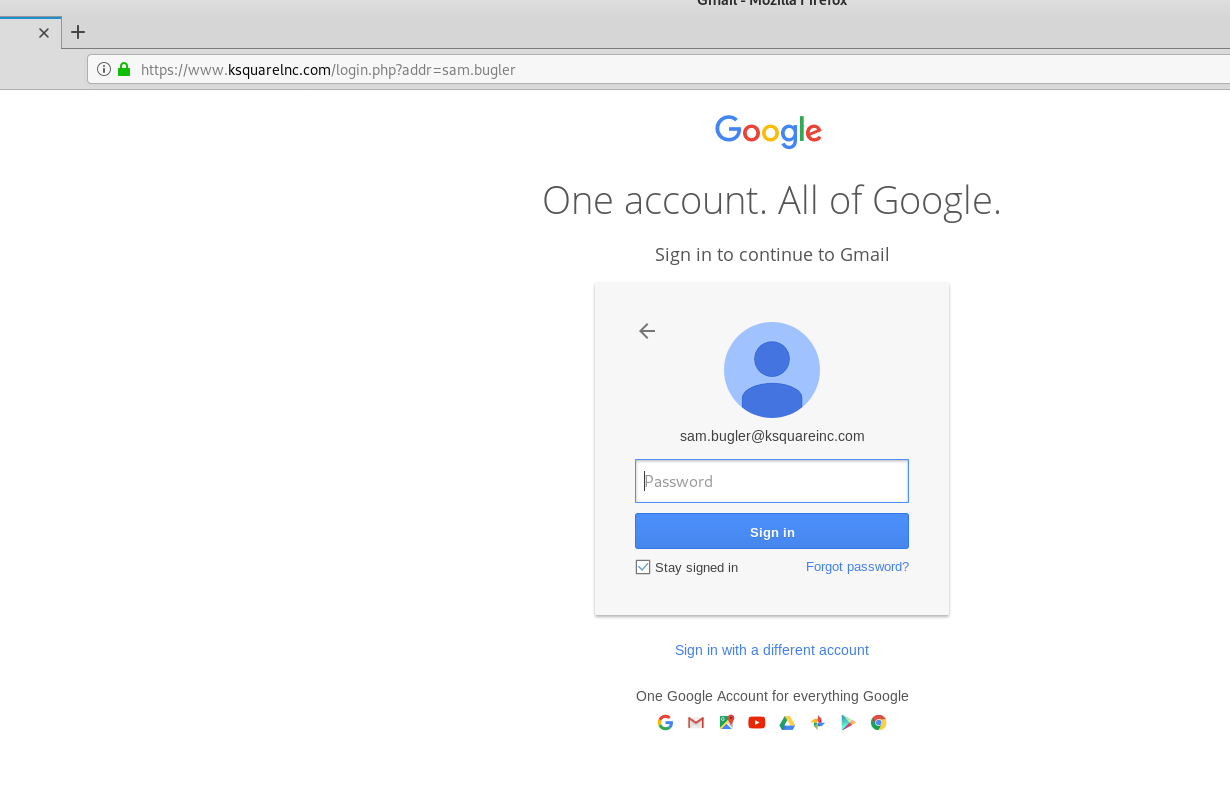 Gmail - Mozilla Firefox
https://www.ksquarelnc.com/login.php?addr=sam.bugler
Google
One account. All of Google.
Sign in to continue to Gmail
sam.bugler@ksquareinc.com
Password
Sign in
Stay signed in Forgot password?
Sign in with a different account
One Google Account for everything Google